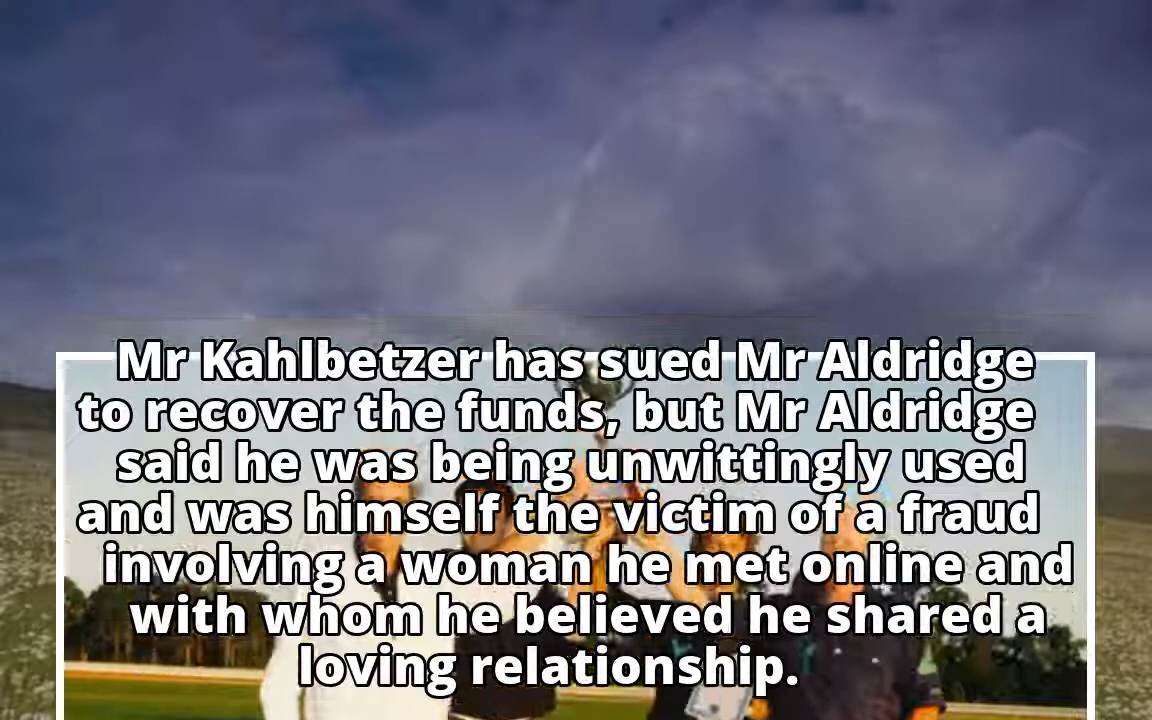 Mr Kahlbetzer has sued Mr Aldridge
to recover the funds, but Mr Aldridge
said he was being unwittingly used
and was himself the victim of a fraud
involving a woman he met online and
with whom he believed he shared a
loving relationship.